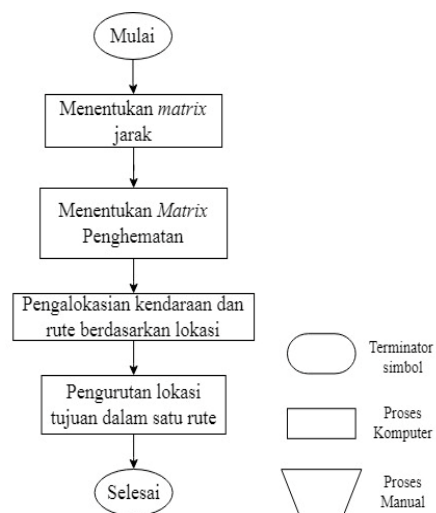 Mulai
Menentukan matrix
jarak
Menentukan Matrix
Penghematan
Pengalokasian kendaraan dan
rute berdasarkan lokasi
Pengurutan lokasi
tujuan dalam satu rute
Selesai
Terminator
simbol
Proses
Komputer
Proses
Manual